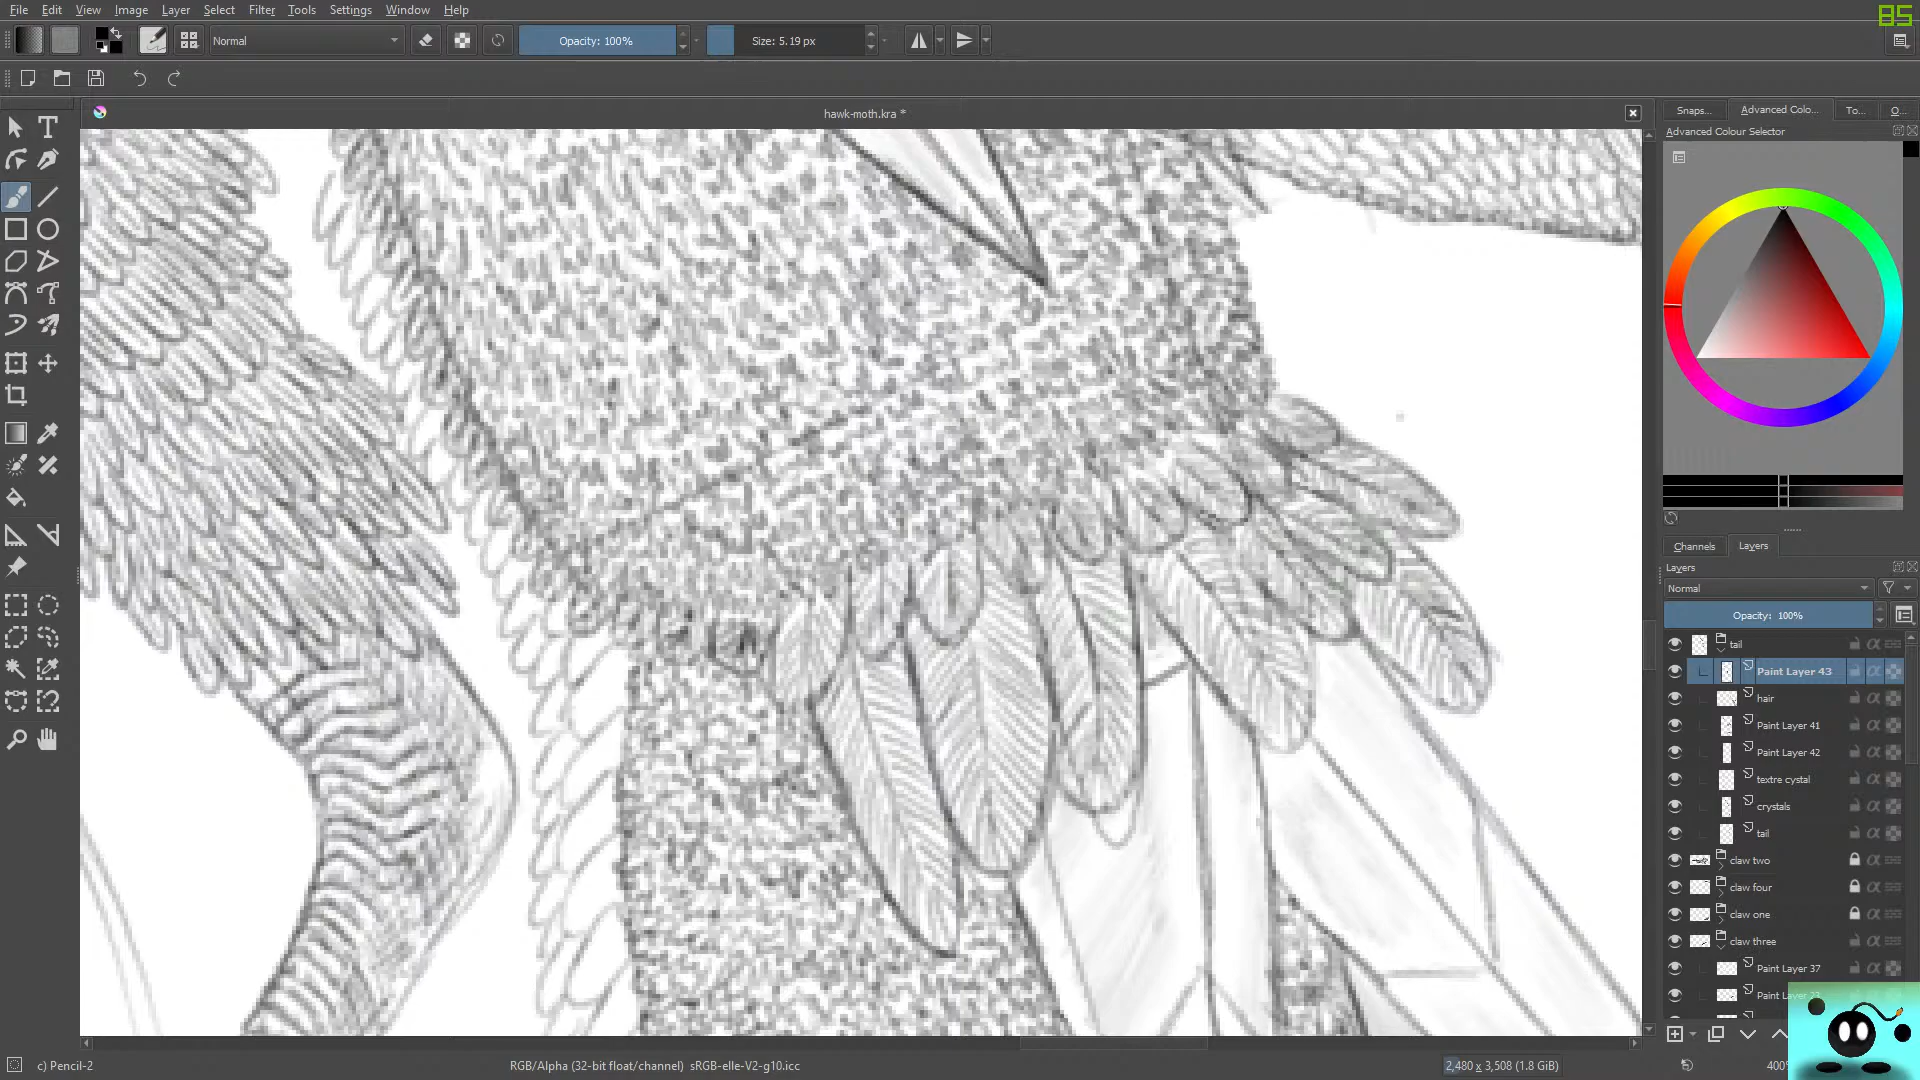 File Edit View Image Layer Select Filter Tools Settings Window Help
85
Normal
Opacity: 100%
Size: 5.19 px
hawk-moth.kra *
Snaps...
Advanced Colo...
To...
O...
Advanced Colour Selector
Channels
Layers
Layers
Normal
Opacity: 100%
tail
Paint Layer 43
hair
Paint Layer 41
Paint Layer 42
textre cystal
crystals
tail
claw two
claw four
claw one
claw three
Paint Layer 37
Paint Layer
c) Pencil-2
RGB/Alpha (32-bit float/channel) sRGB-elle-V2-g10.icc
2,480 x 3,508 (1.8 GiB)
400%